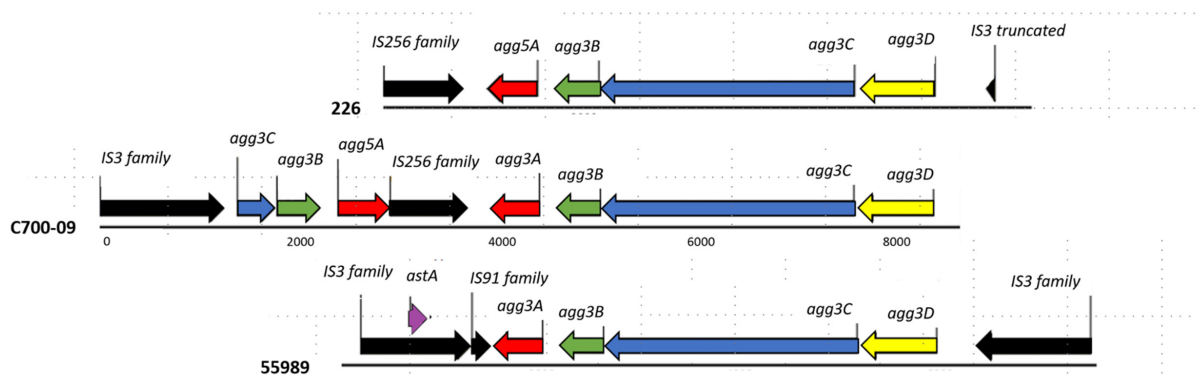 IS256 family agg5A agg3B agg3C agg3D IS3 truncated
226
IS3 family agg3C agg3B agg5A IS256 family agg3A agg3B agg3C agg3D
C700-09
0 2000 4000 6000 8000
IS3 family astA IS91 family agg3A agg3B agg3C agg3D IS3 family
55989